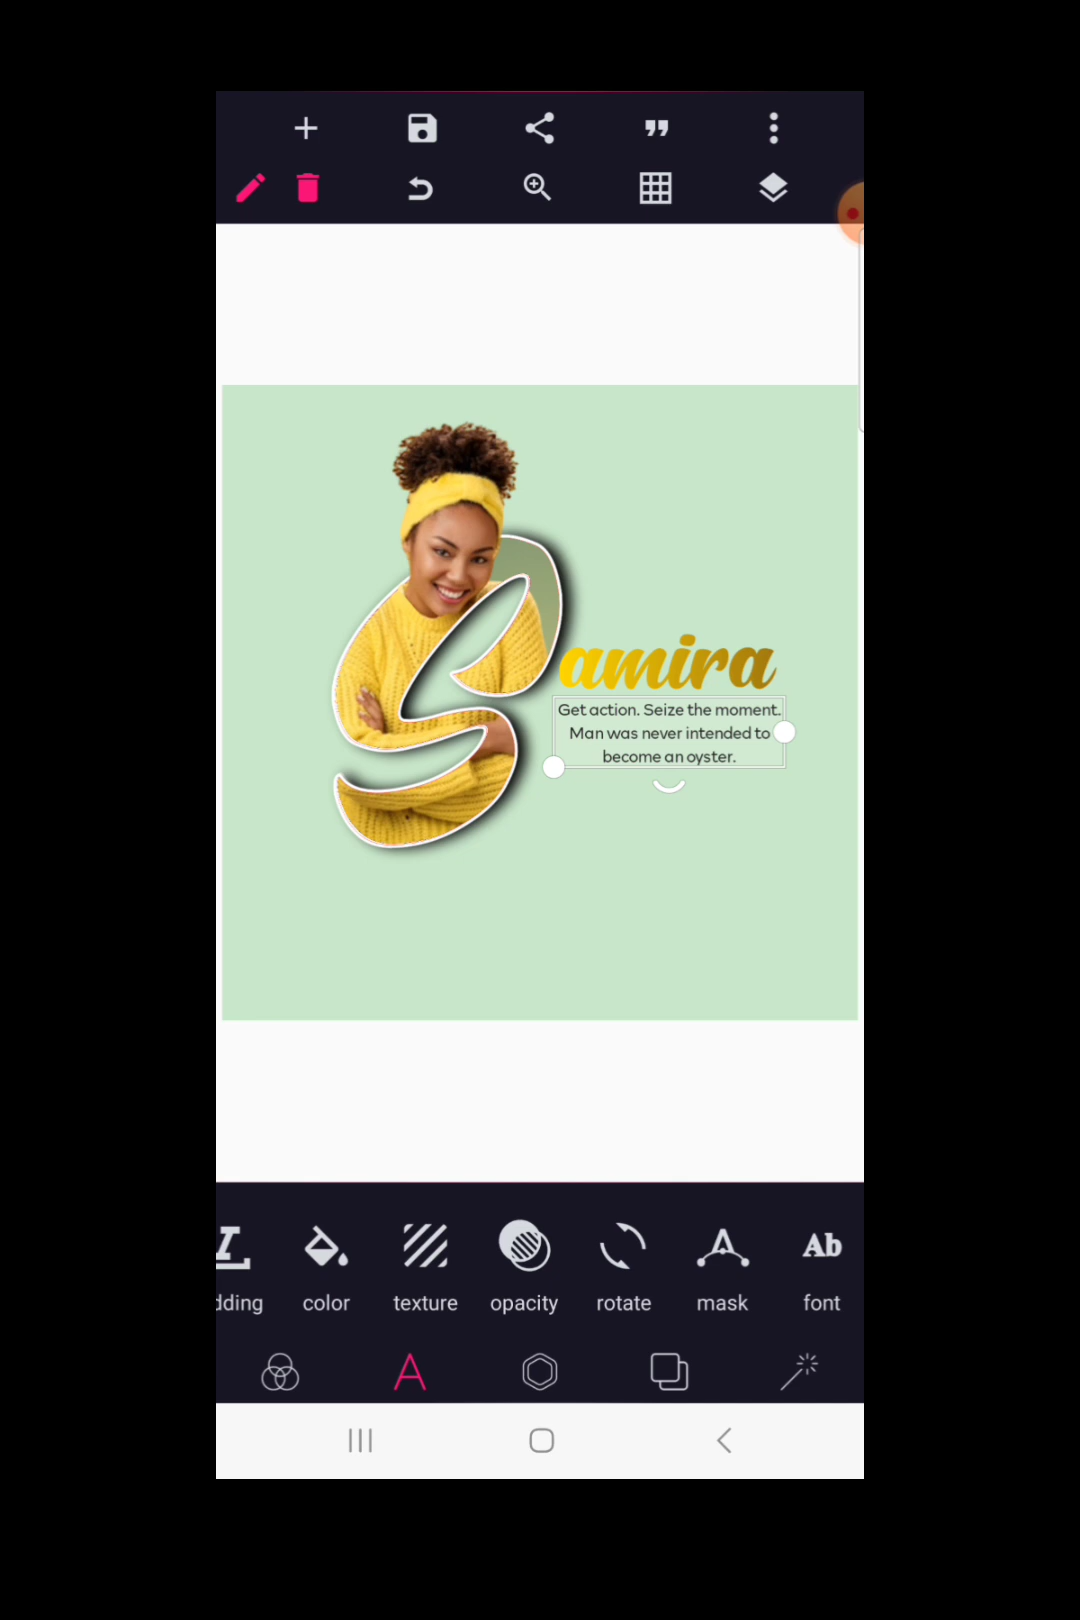 Samira
Get action. Seize the moment.
Man was never intended to
become an oyster.
dding
color
texture
opacity
rotate
mask
Ab
font